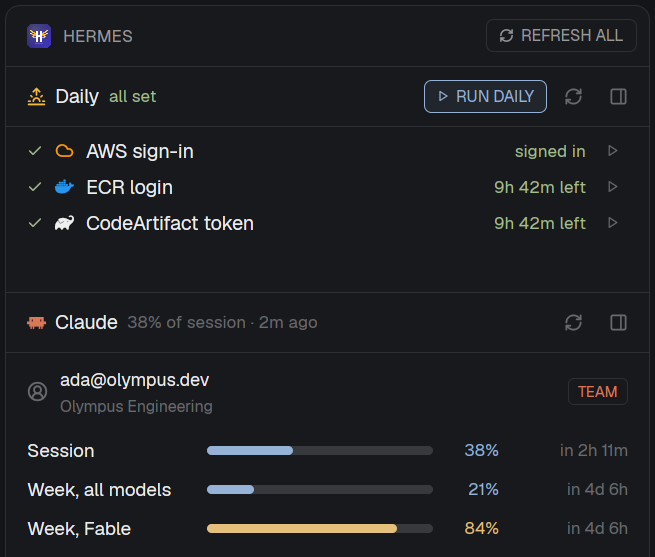 HERMES
REFRESH ALL
Daily all set
RUN DAILY
AWS sign-in signed in
ECR login 9h 42m left
CodeArtifact token 9h 42m left
Claude 38% of session · 2m ago
ada@olympus.dev
Olympus Engineering
TEAM
Session 38% in 2h 11m
Week, all models 21% in 4d 6h
Week, Fable 84% in 4d 6h